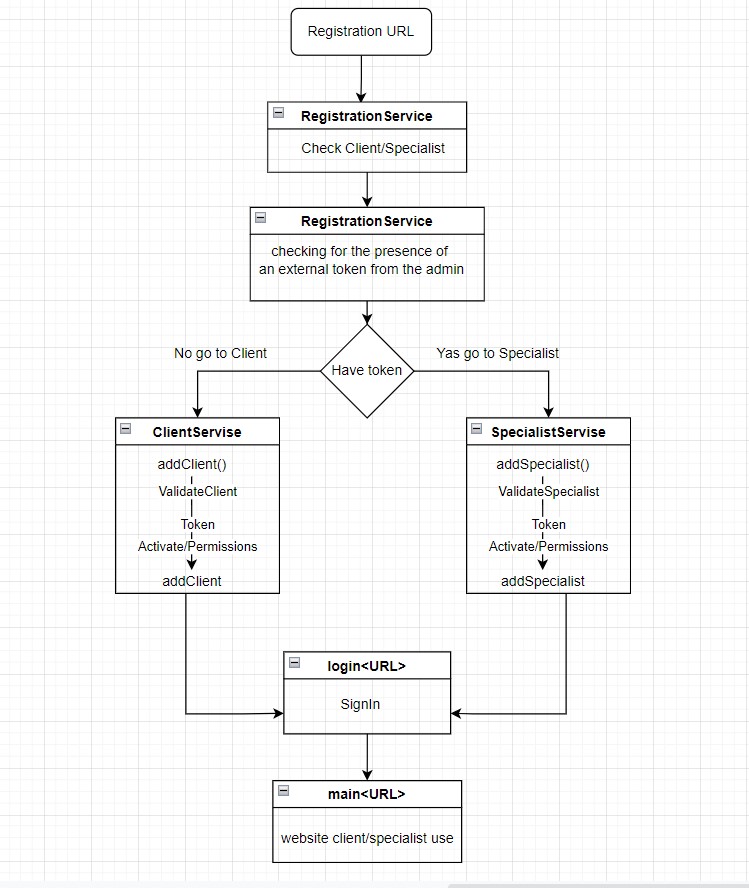 Registration URL
RegistrationService
Check Client/Specialist
RegistrationService
checking for the presence of
an external token from the admin
No go to Client
Yas go to Specialist
Have token
ClientServise
addClient()
ValidateClient
Token
Activate/Permissions
addClient
SpecialistServise
addSpecialist()
ValidateSpecialist
Token
Activate/Permissions
addSpecialist
login<URL>
SignIn
main<URL>
website client/specialist use